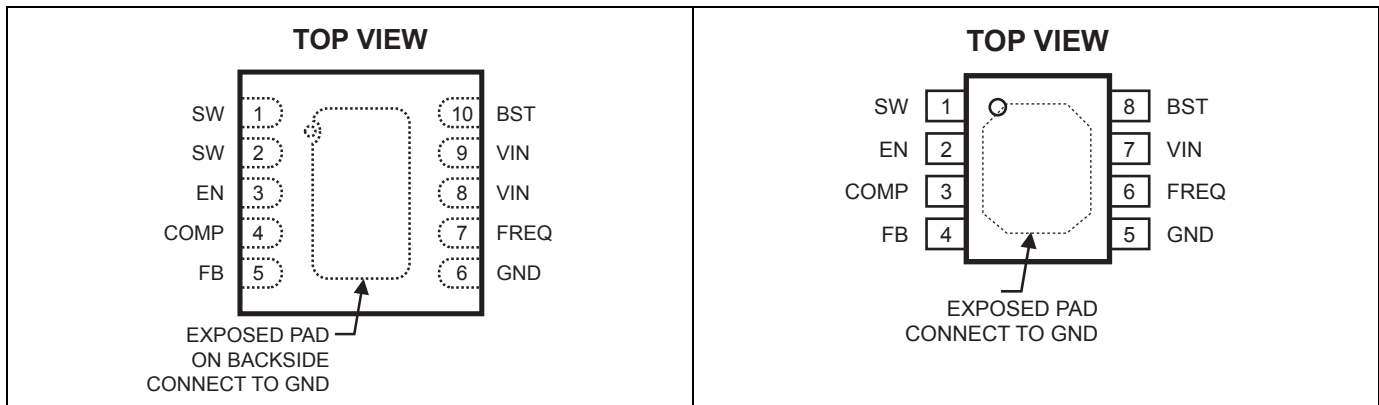 TOP VIEW
SW 1 10 BST
SW 2 9 VIN
EN 3 8 VIN
COMP 4 7 FREQ
FB 5 6 GND
EXPOSED PAD
ON BACKSIDE
CONNECT TO GND
TOP VIEW
SW 1 8 BST
EN 2 7 VIN
COMP 3 6 FREQ
FB 4 5 GND
EXPOSED PAD
CONNECT TO GND